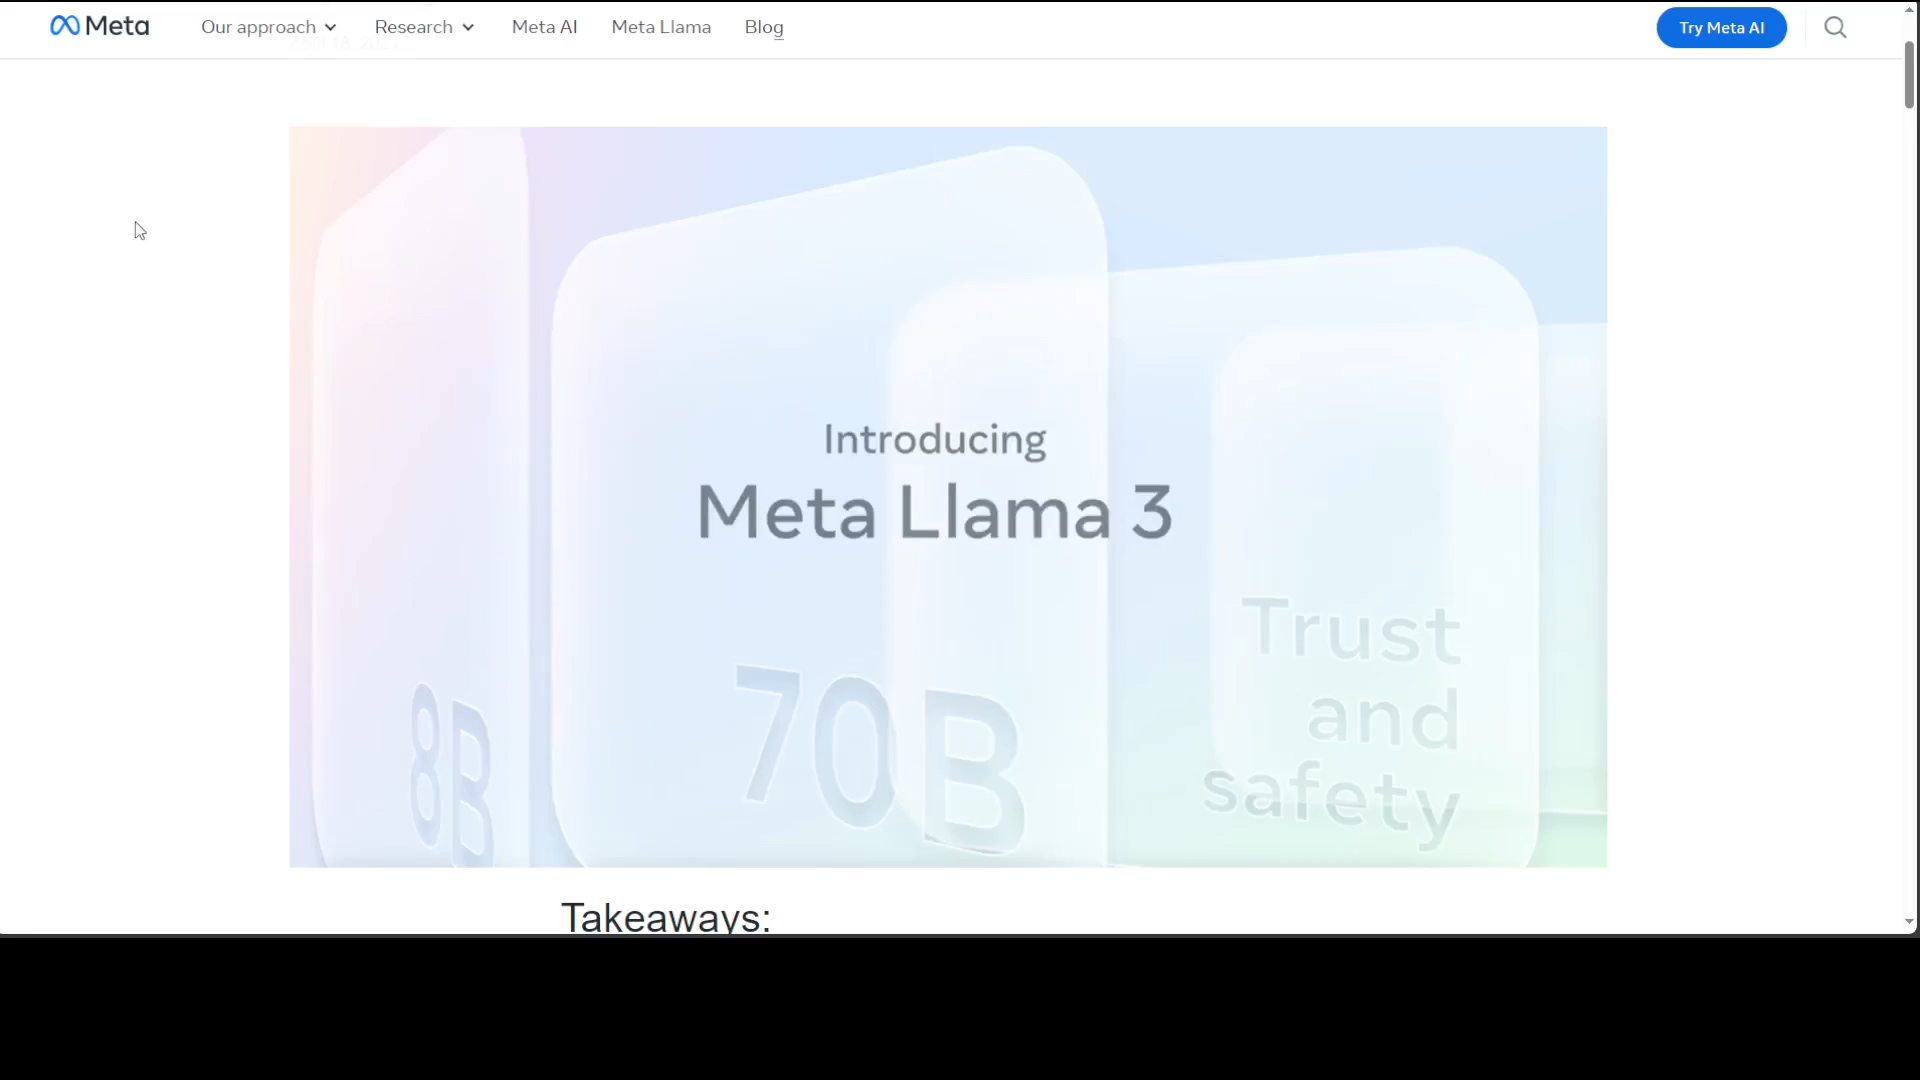 Meta
Our approach
Research
Meta AI
Meta Llama
Blog
Try Meta AI
Introducing
Meta Llama 3
8B
70B
Trust
and
safety
Takeaways: